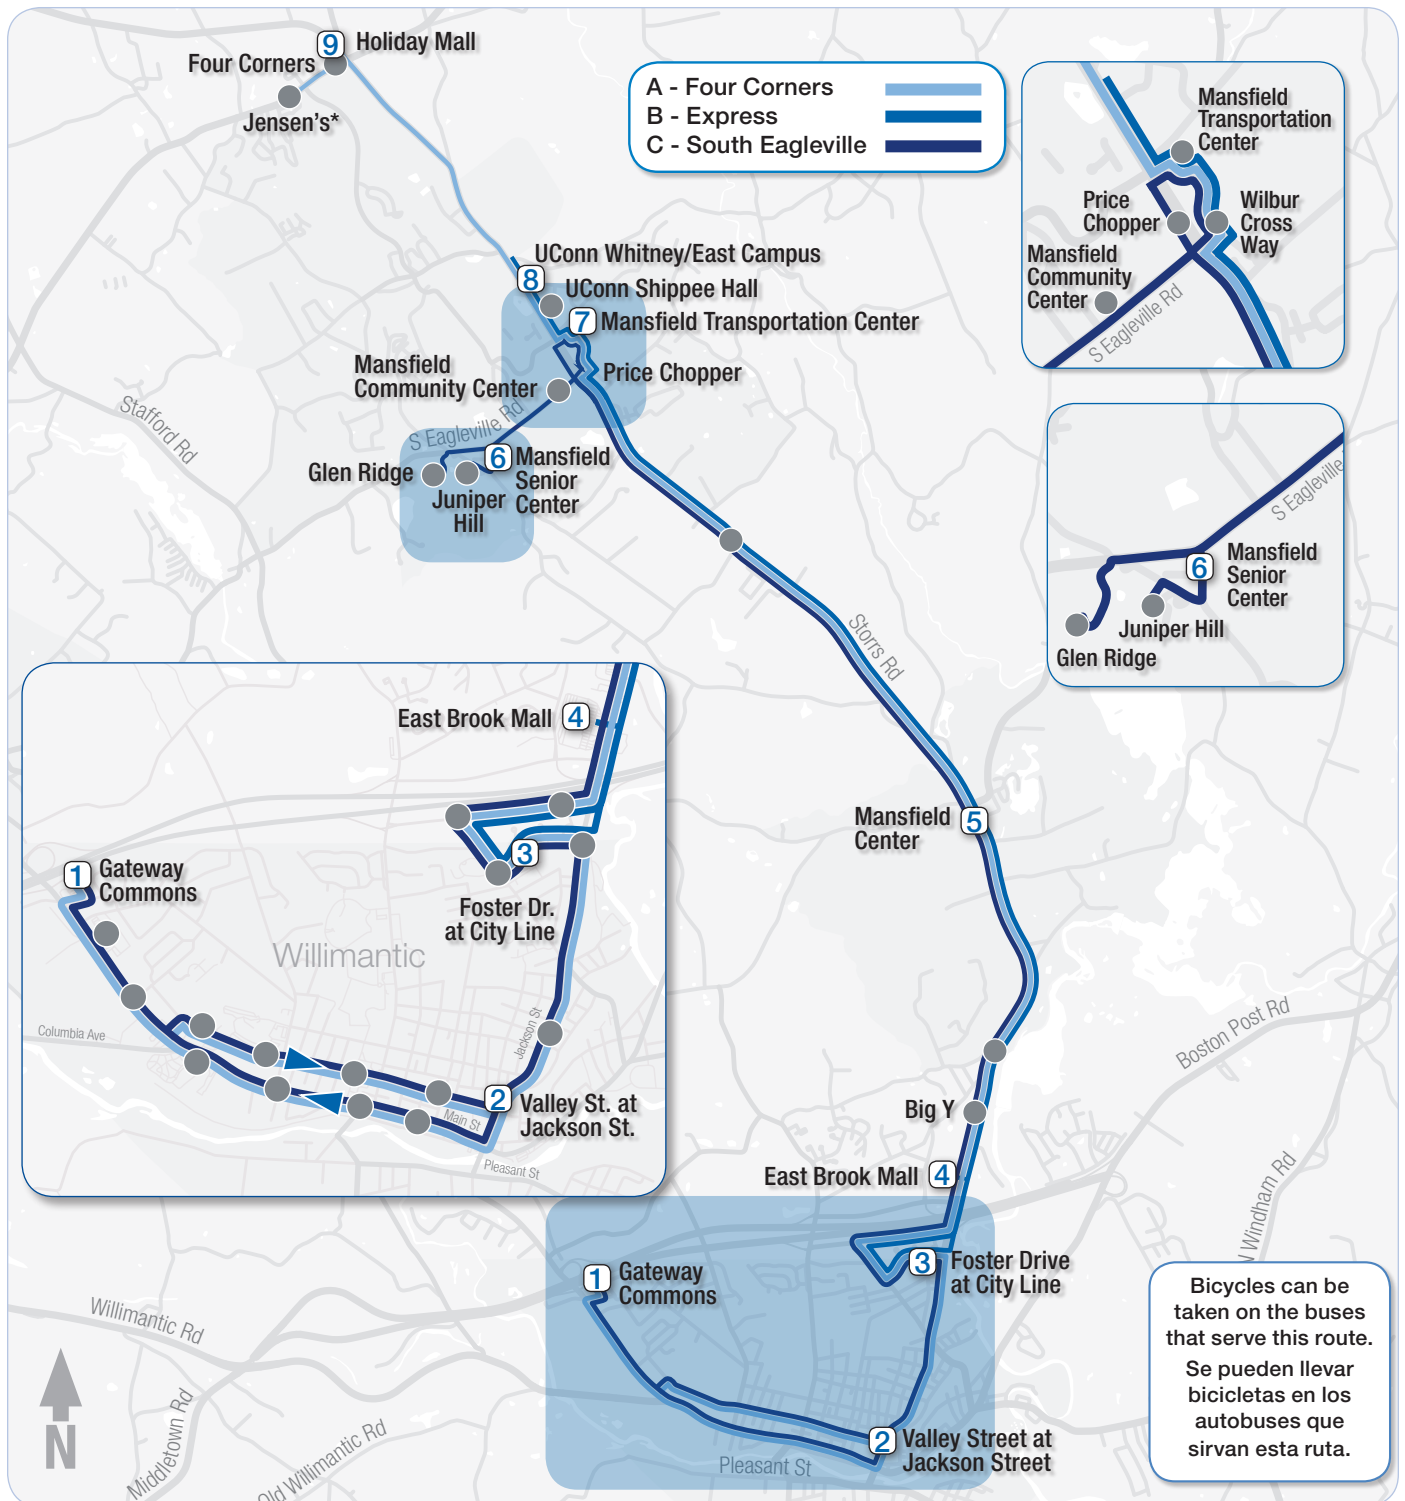 9 Holiday Mall
Four Corners
Jensen's*
A - Four Corners
B - Express
C - South Eagleville
Mansfield
Transportation
Center
Price
Chopper
Wilbur
Cross
Way
Mansfield
Community
Center
S Eagleville Rd
UConn Whitney/East Campus
8
UConn Shippee Hall
7 Mansfield Transportation Center
Mansfield
Community Center
Price Chopper
Stafford Rd
S Eagleville Rd
6 Mansfield
Senior
Center
Glen Ridge
Juniper
Hill
S Eagleville
6 Mansfield
Senior
Center
Juniper Hill
Glen Ridge
Storrs Rd
East Brook Mall 4
Mansfield
Center
5
1 Gateway
Commons
3
Foster Dr.
at City Line
Willimantic
Columbia Ave
Jackson St
2 Valley St. at
Jackson St.
Main St
Pleasant St
Boston Post Rd
Big Y
East Brook Mall 4
N Windham Rd
3 Foster Drive
at City Line
1 Gateway
Commons
Willimantic Rd
N
Middletown Rd
Old Willimantic Rd
2 Valley Street at
Jackson Street
Pleasant St
Bicycles can be
taken on the buses
that serve this route.
Se pueden llevar
bicicletas en los
autobuses que
sirvan esta ruta.